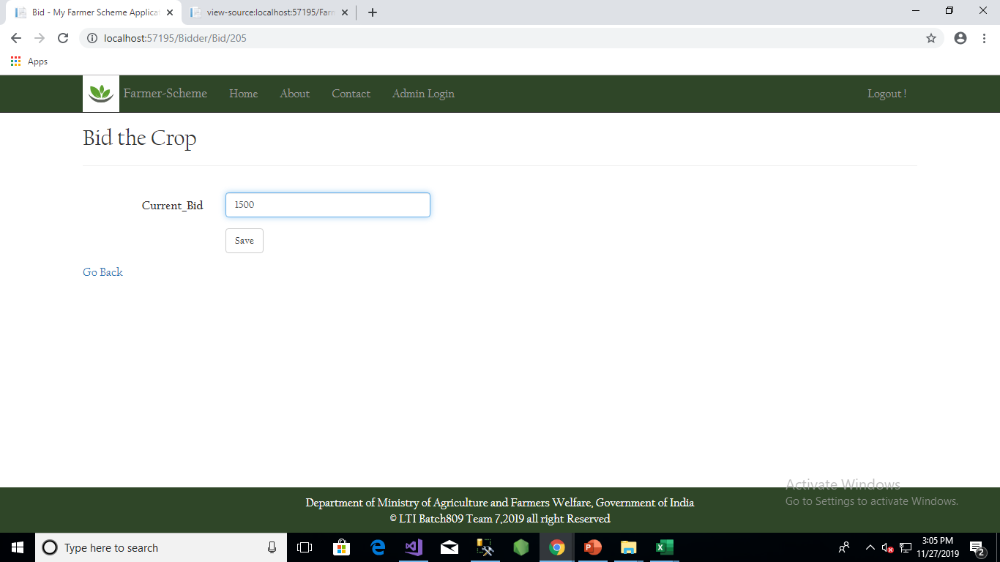 Bid - My Farmer Scheme Applicat
view-source:localhost:57195/Farm
localhost:57195/Bidder/Bid/205
Apps
Farmer-Scheme Home About Contact Admin Login Logout !
Bid the Crop
Current_Bid 1500
Save
Go Back
Activate Windows
Go to Settings to activate Windows.
Department of Ministry of Agriculture and Farmers Welfare, Government of India
© LTI Batch809 Team 7,2019 all right Reserved
Type here to search
3:05 PM
11/27/2019
2